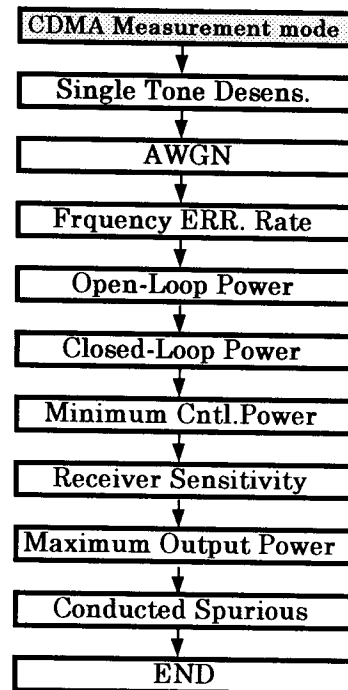 CDMA Measurement mode
Single Tone Desens.
AWGN
Frquency ERR. Rate
Open-Loop Power
Closed-Loop Power
Minimum Cntl.Power
Receiver Sensitivity
Maximum Output Power
Conducted Spurious
END